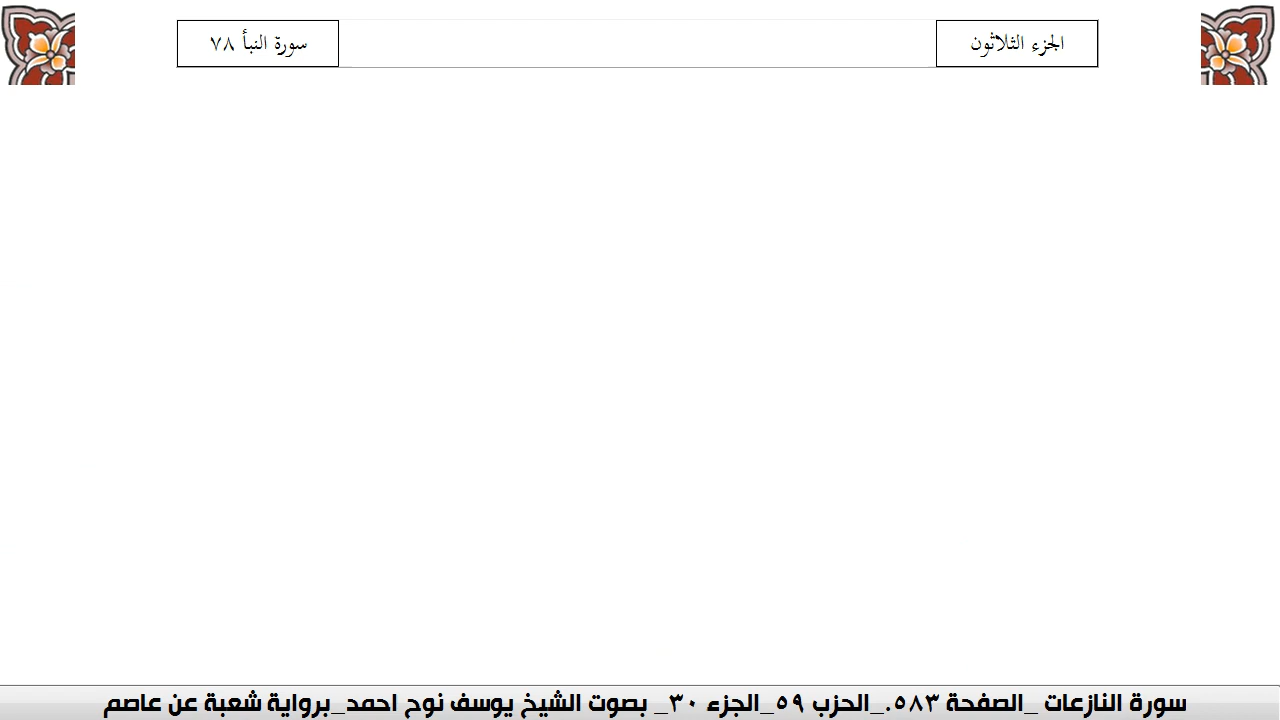 الجزء الثلاثون
سورة النبأ ٧٨
سورة النازعات _الصفحة ٥٨٣._الحزب ٥٩_الجزء ٣٠_ بصوت الشيخ يوسف نوح احمد_برواية شعبة عن عاصم